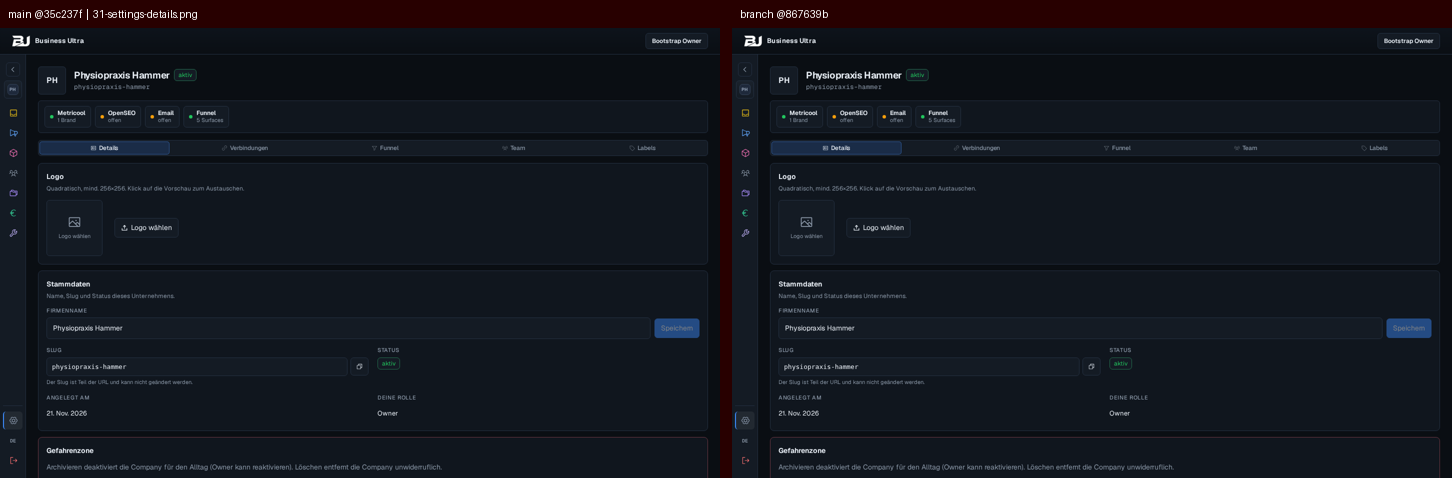 main @35c237f | 31-settings-details.png
BU Business Ultra
Bootstrap Owner
PH
PH
Physiopraxis Hammer aktiv
physiopraxis-hammer
Metricool
1 Brand
OpenSEO
offen
Email
offen
Funnel
5 Surfaces
Details
Verbindungen
Funnel
Team
Labels
Logo
Quadratisch, mind. 256×256. Klick auf die Vorschau zum Austauschen.
Logo wählen
Logo wählen
Stammdaten
Name, Slug und Status dieses Unternehmens.
FIRMENNAME
Physiopraxis Hammer
Speichern
SLUG
physiopraxis-hammer
Der Slug ist Teil der URL und kann nicht geändert werden.
STATUS
aktiv
ANGELEGT AM
21. Nov. 2026
DEINE ROLLE
Owner
Gefahrenzone
Archivieren deaktiviert die Company für den Alltag (Owner kann reaktivieren). Löschen entfernt die Company unwiderruflich.
DE
branch @867639b
BU Business Ultra
Bootstrap Owner
PH
PH
Physiopraxis Hammer aktiv
physiopraxis-hammer
Metricool
1 Brand
OpenSEO
offen
Email
offen
Funnel
5 Surfaces
Details
Verbindungen
Funnel
Team
Labels
Logo
Quadratisch, mind. 256×256. Klick auf die Vorschau zum Austauschen.
Logo wählen
Logo wählen
Stammdaten
Name, Slug und Status dieses Unternehmens.
FIRMENNAME
Physiopraxis Hammer
Speichern
SLUG
physiopraxis-hammer
Der Slug ist Teil der URL und kann nicht geändert werden.
STATUS
aktiv
ANGELEGT AM
21. Nov. 2026
DEINE ROLLE
Owner
Gefahrenzone
Archivieren deaktiviert die Company für den Alltag (Owner kann reaktivieren). Löschen entfernt die Company unwiderruflich.
DE